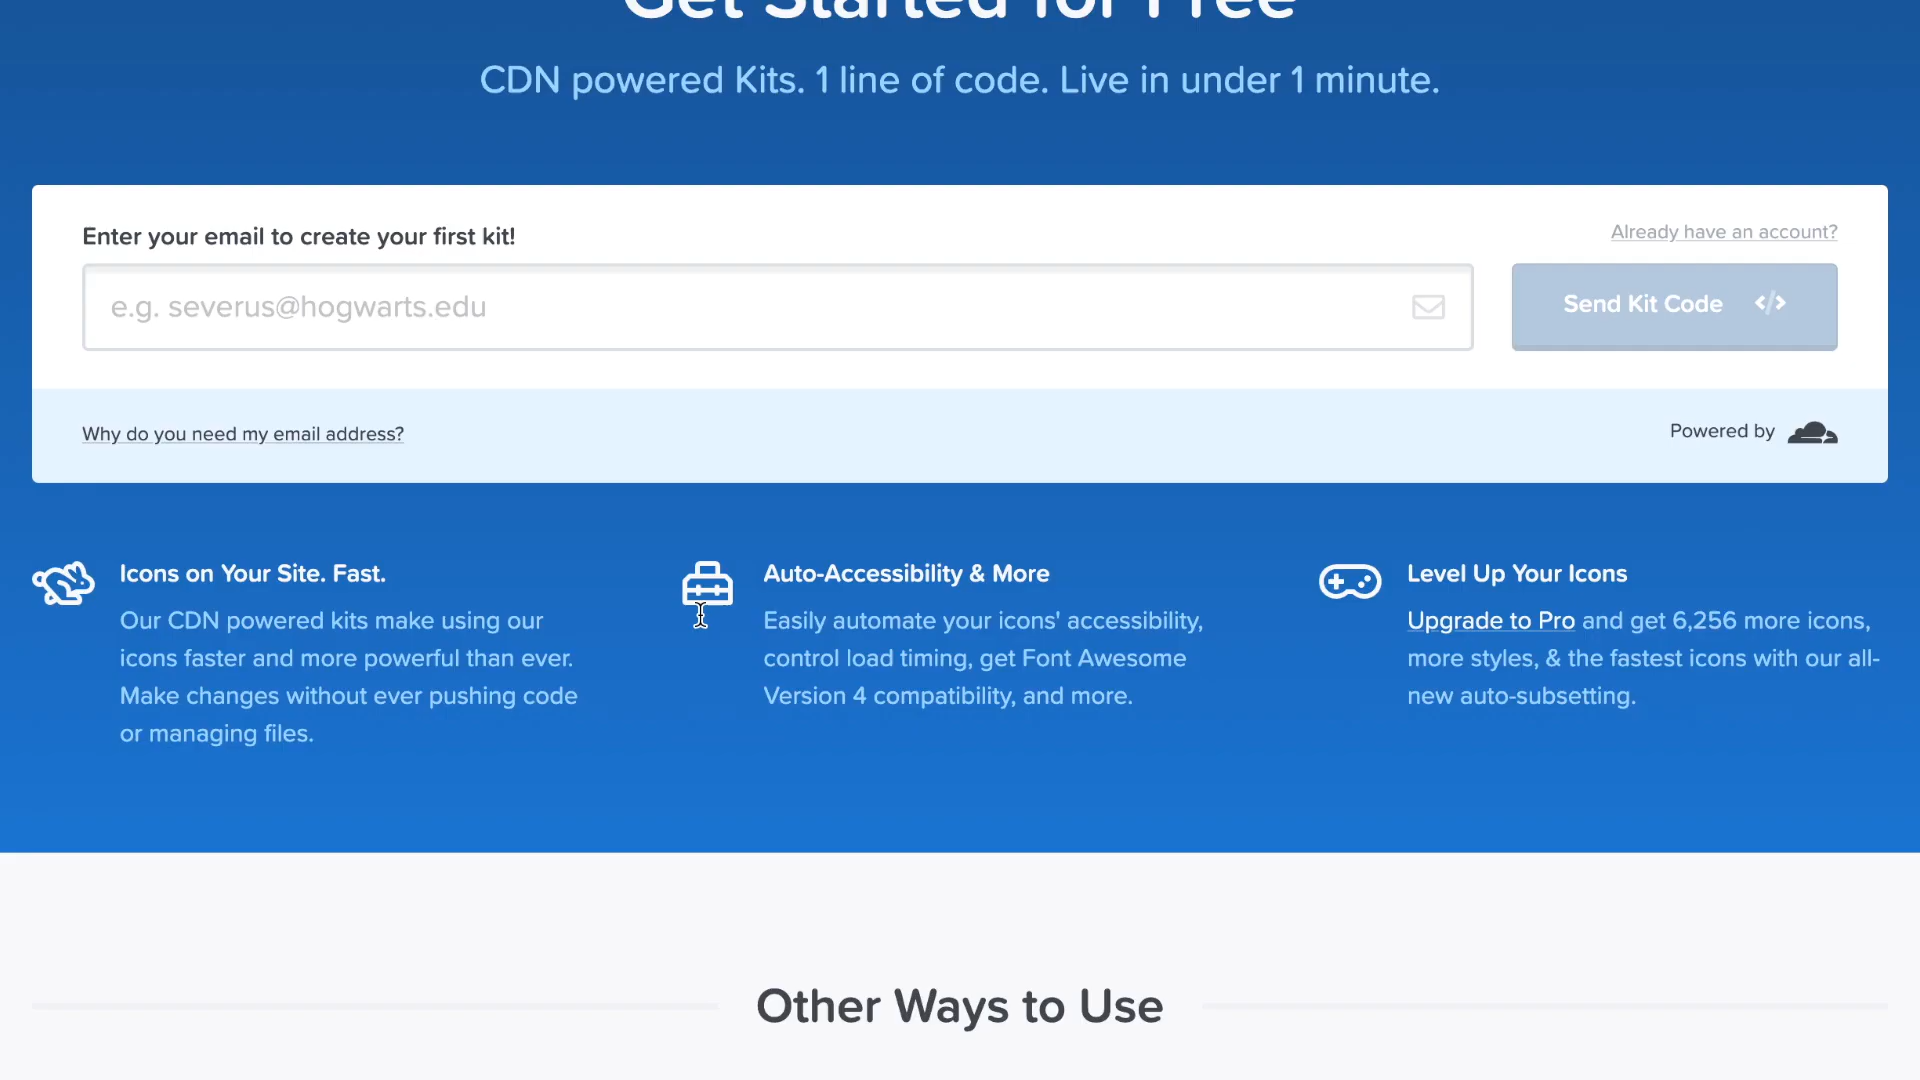 Get Started for Free
CDN powered Kits. 1 line of code. Live in under 1 minute.
Enter your email to create your first kit!
Already have an account?
e.g. severus@hogwarts.edu
Send Kit Code </>
Why do you need my email address?
Powered by
Icons on Your Site. Fast.
Our CDN powered kits make using our
icons faster and more powerful than ever.
Make changes without ever pushing code
or managing files.
Auto-Accessibility & More
Easily automate your icons' accessibility,
control load timing, get Font Awesome
Version 4 compatibility, and more.
Level Up Your Icons
Upgrade to Pro and get 6,256 more icons,
more styles, & the fastest icons with our all-
new auto-subsetting.
Other Ways to Use